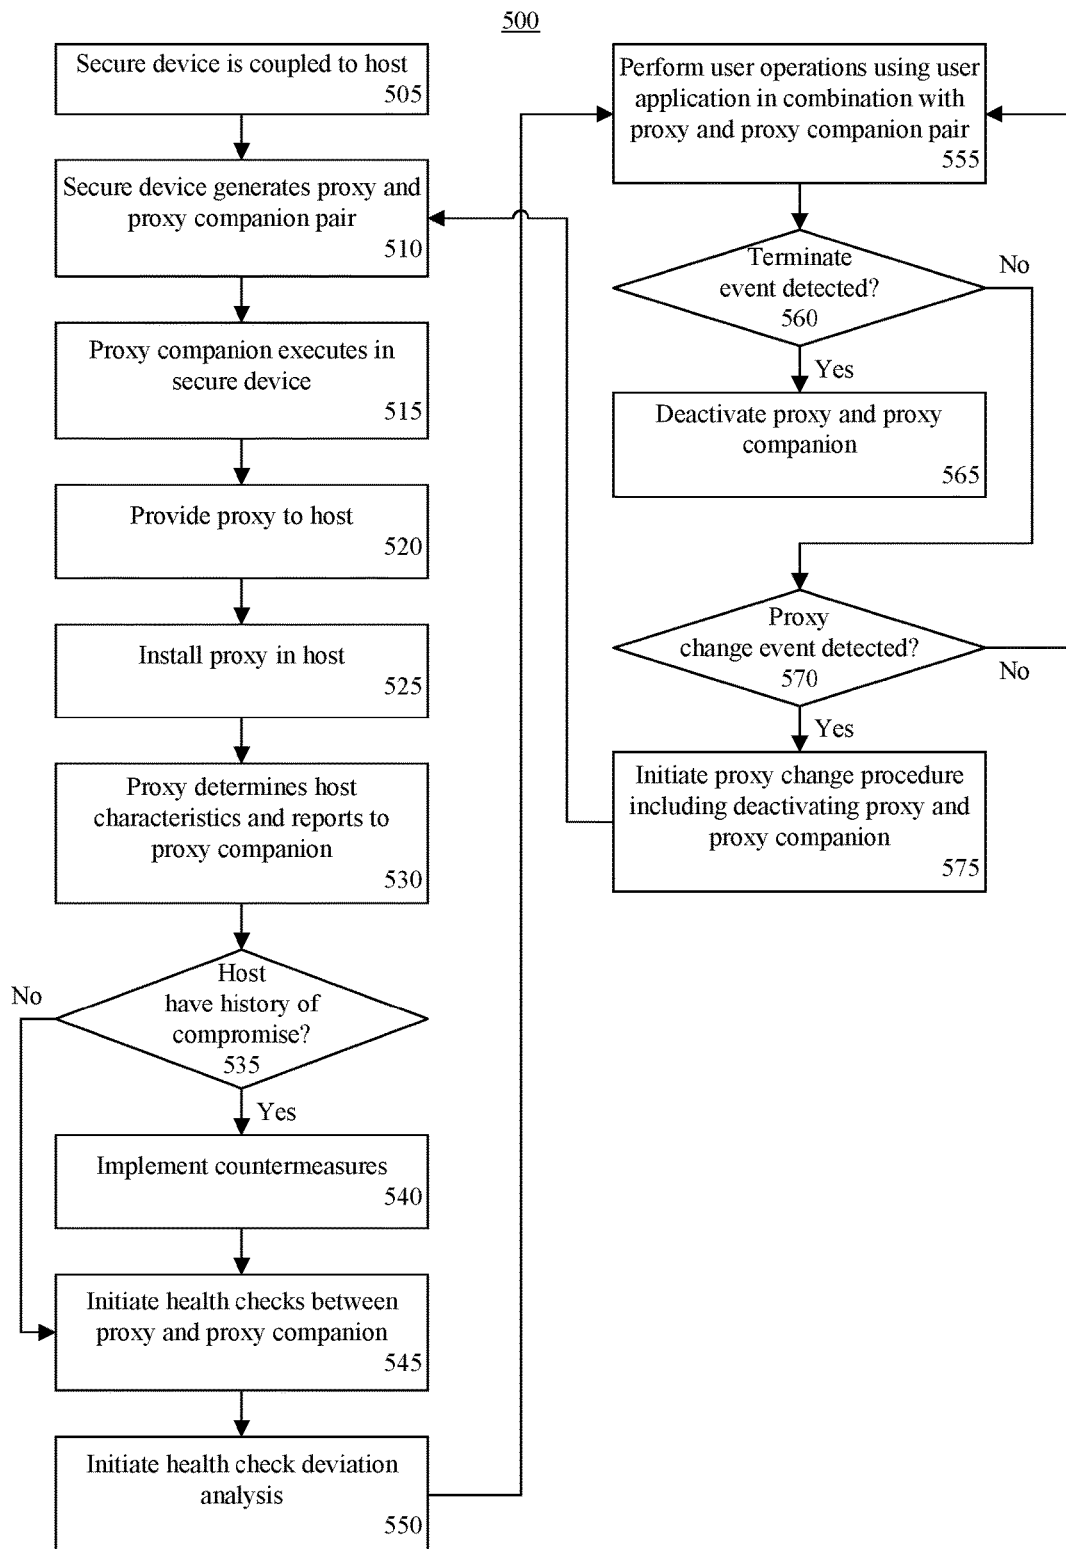 500
Secure device is coupled to host
505
Secure device generates proxy and
proxy companion pair
510
Proxy companion executes in
secure device
515
Provide proxy to host
520
Install proxy in host
525
Proxy determines host
characteristics and reports to
proxy companion
530
Host
have history of
compromise?
535
No
Yes
Implement countermeasures
540
Initiate health checks between
proxy and proxy companion
545
Initiate health check deviation
analysis
550
Perform user operations using user
application in combination with
proxy and proxy companion pair
555
Terminate
event detected?
560
No
Yes
Deactivate proxy and proxy
companion
565
Proxy
change event detected?
570
No
Yes
Initiate proxy change procedure
including deactivating proxy and
proxy companion
575